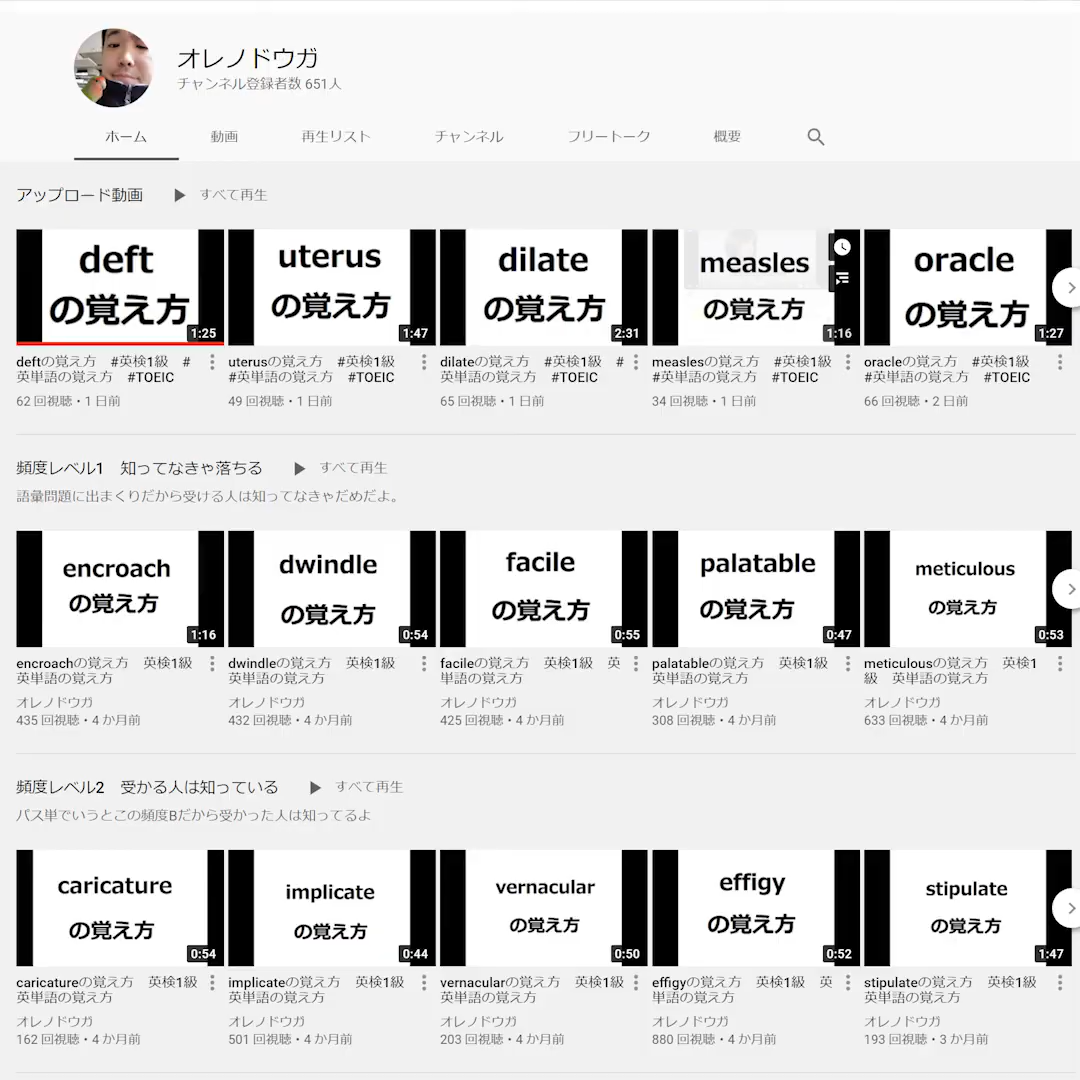 オレノドウガ
チャンネル登録者数 651人
ホーム 動画 再生リスト チャンネル フリートーク 概要
アップロード動画 すべて再生
deft
の覚え方
1:25
uterus
の覚え方
1:47
dilate
の覚え方
2:31
measles
の覚え方
1:16
oracle
の覚え方
1:27
deftの覚え方 #英検1級 #
英単語の覚え方 #TOEIC
62 回視聴・1 日前
uterusの覚え方 #英検1級
#英単語の覚え方 #TOEIC
49 回視聴・1 日前
dilateの覚え方 #英検1級 #
英単語の覚え方 #TOEIC
65 回視聴・1 日前
measlesの覚え方 #英検1級
#英単語の覚え方 #TOEIC
34 回視聴・1 日前
oracleの覚え方 #英検1級
#英単語の覚え方 #TOEIC
66 回視聴・2 日前
頻度レベル1 知ってなきゃ落ちる すべて再生
語彙問題に出まくりだから受ける人は知ってなきゃだめだよ。
encroach
の覚え方
1:16
dwindle
の覚え方
0:54
facile
の覚え方
0:55
palatable
の覚え方
0:47
meticulous
の覚え方
0:53
encroachの覚え方 英検1級
英単語の覚え方
オレノドウガ
435 回視聴・4 か月前
dwindleの覚え方 英検1級
英単語の覚え方
オレノドウガ
432 回視聴・4 か月前
facileの覚え方 英検1級 英
単語の覚え方
オレノドウガ
425 回視聴・4 か月前
palatableの覚え方 英検1級
英単語の覚え方
オレノドウガ
308 回視聴・4 か月前
meticulousの覚え方 英検1
級 英単語の覚え方
オレノドウガ
633 回視聴・4 か月前
頻度レベル2 受かる人は知っている すべて再生
パス単でいうとこの頻度Bだから受かった人は知ってるよ
caricature
の覚え方
0:54
implicate
の覚え方
0:44
vernacular
の覚え方
0:50
effigy
の覚え方
0:52
stipulate
の覚え方
1:47
caricatureの覚え方 英検1級
英単語の覚え方
オレノドウガ
162 回視聴・4 か月前
implicateの覚え方 英検1級
英単語の覚え方
オレノドウガ
501 回視聴・4 か月前
vernacularの覚え方 英検1級
英単語の覚え方
オレノドウガ
203 回視聴・4 か月前
effigyの覚え方 英検1級 英
単語の覚え方
オレノドウガ
880 回視聴・4 か月前
stipulateの覚え方 英検1級
英単語の覚え方
オレノドウガ
193 回視聴・3 か月前